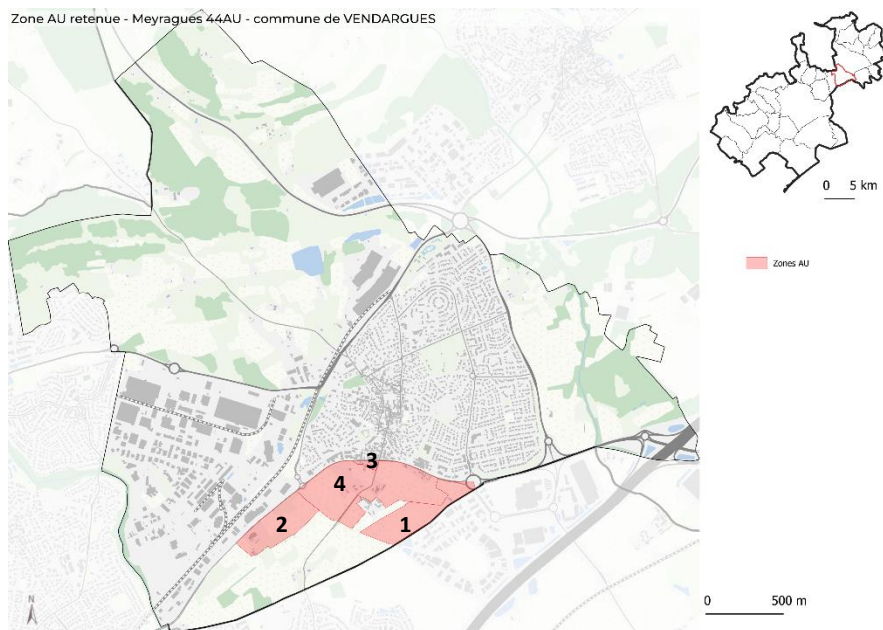 Zone AU retenue - Meyragues 44AU - commune de VENDARGUES
0 5 km
Zones AU
3
4
2
1
N
0 500 m